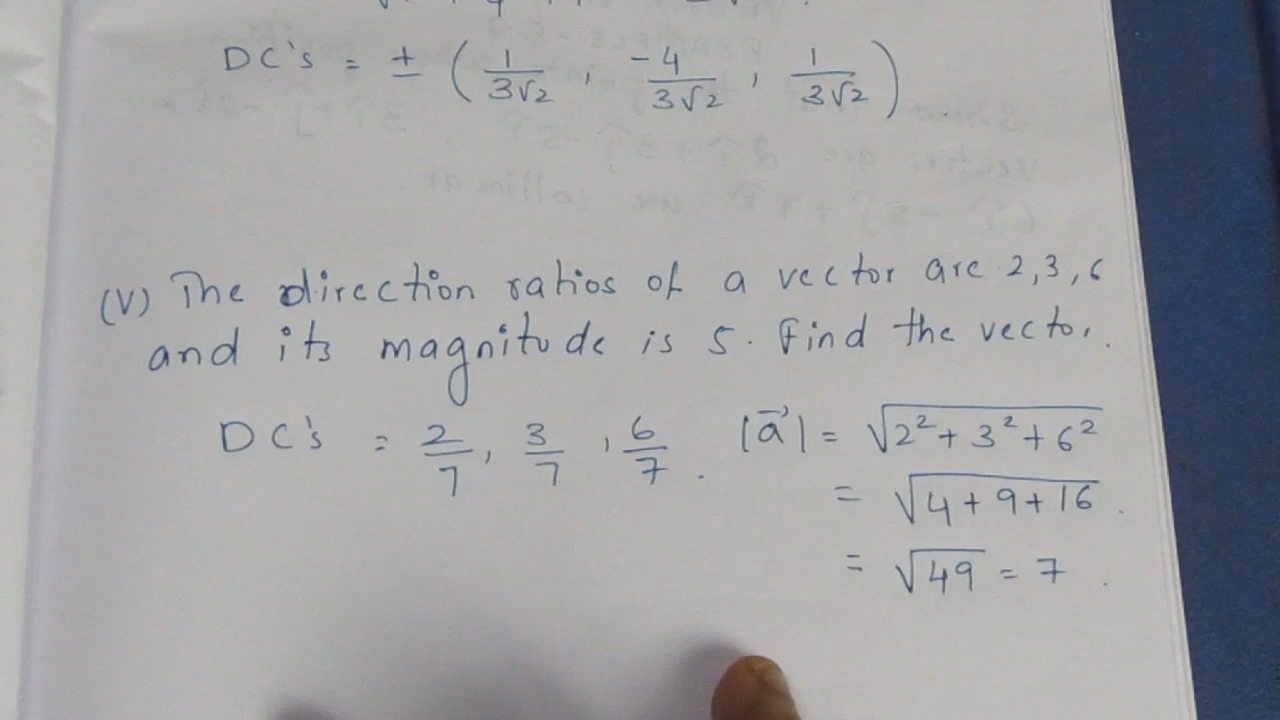 DC's = ± ( 1/3√2 , -4/3√2 , 1/3√2 )
(V) The direction ratios of a vector are 2,3,6
and its magnitude is 5. Find the vector.
DC's = 2/7, 3/7, 6/7. |a⃗| = √2²+3²+6²
= √4+9+16.
= √49 = 7.